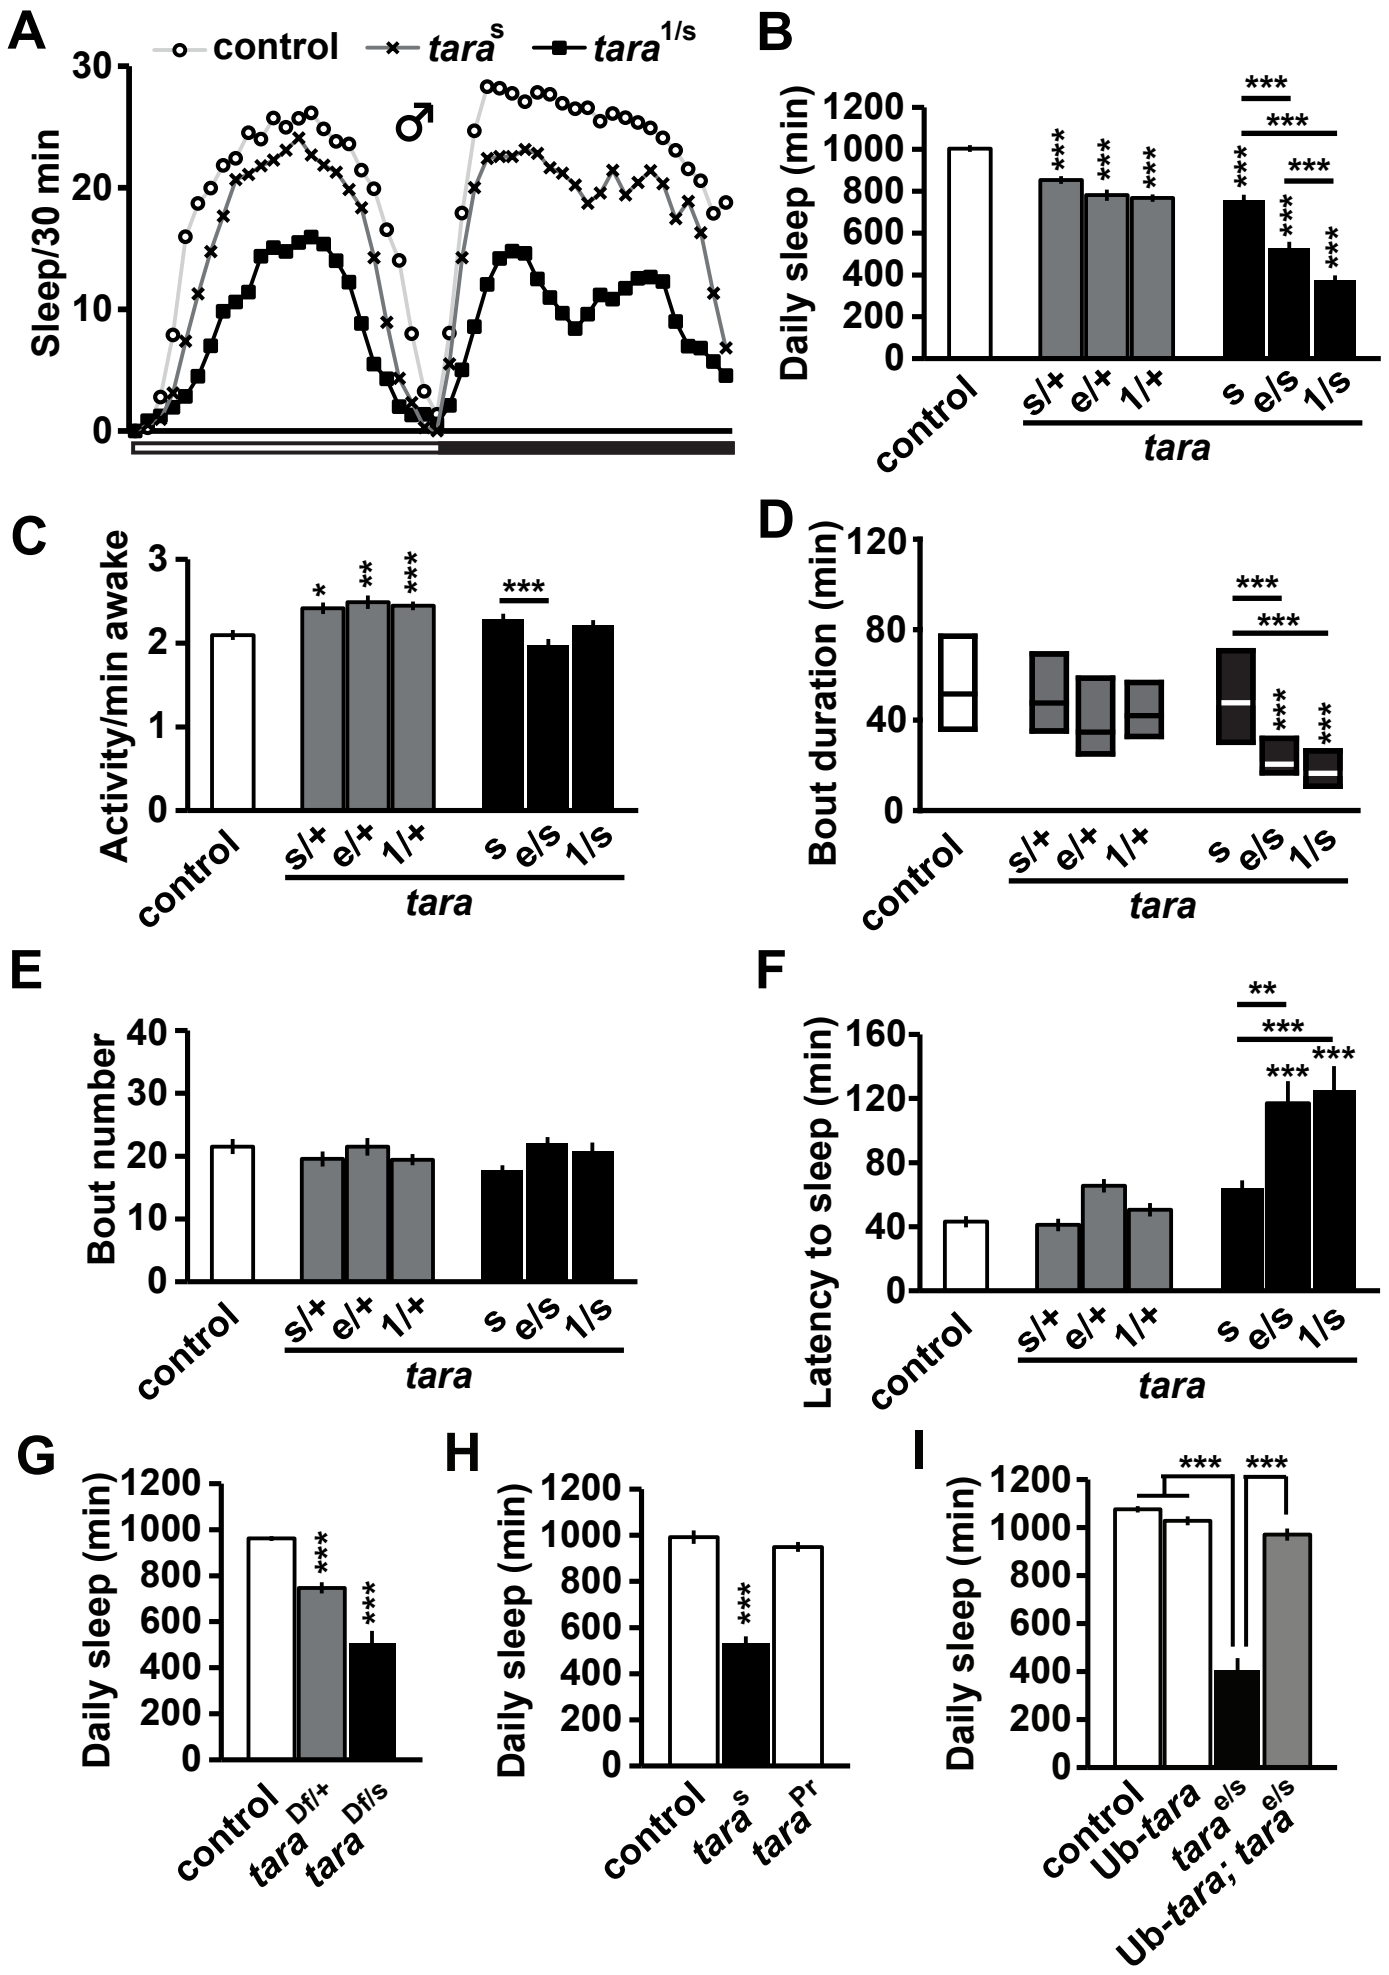 A
control
tara^s
tara^1/s
♂
Sleep/30 min
30
20
10
0
B
Daily sleep (min)
1200
1000
800
600
400
200
0
***
***
***
***
***
***
***
***
***
control
s/+
e/+
1/+
s
e/s
1/s
tara
C
Activity/min awake
3
2
1
0
*
**
***
***
control
s/+
e/+
1/+
s
e/s
1/s
tara
D
Bout duration (min)
120
80
40
0
***
***
***
***
control
s/+
e/+
1/+
s
e/s
1/s
tara
E
Bout number
40
30
20
10
0
control
s/+
e/+
1/+
s
e/s
1/s
tara
F
Latency to sleep (min)
160
120
80
40
0
**
***
***
***
control
s/+
e/+
1/+
s
e/s
1/s
tara
G
Daily sleep (min)
1200
1000
800
600
400
200
0
***
***
control
tara^Df/+
tara^Df/s
H
Daily sleep (min)
1200
1000
800
600
400
200
0
***
control
tara^s
tara^Pr
I
Daily sleep (min)
1200
1000
800
600
400
200
0
***
***
control
Ub-tara
tara^e/s
Ub-tara; tara^e/s